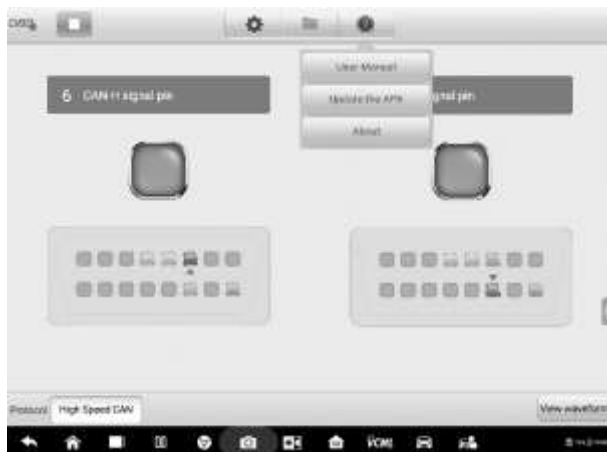 User Manual
6 CAN-H signal pin
signal pin
Update the APK
About
Protocol High Speed CAN
View waveform
VCMI